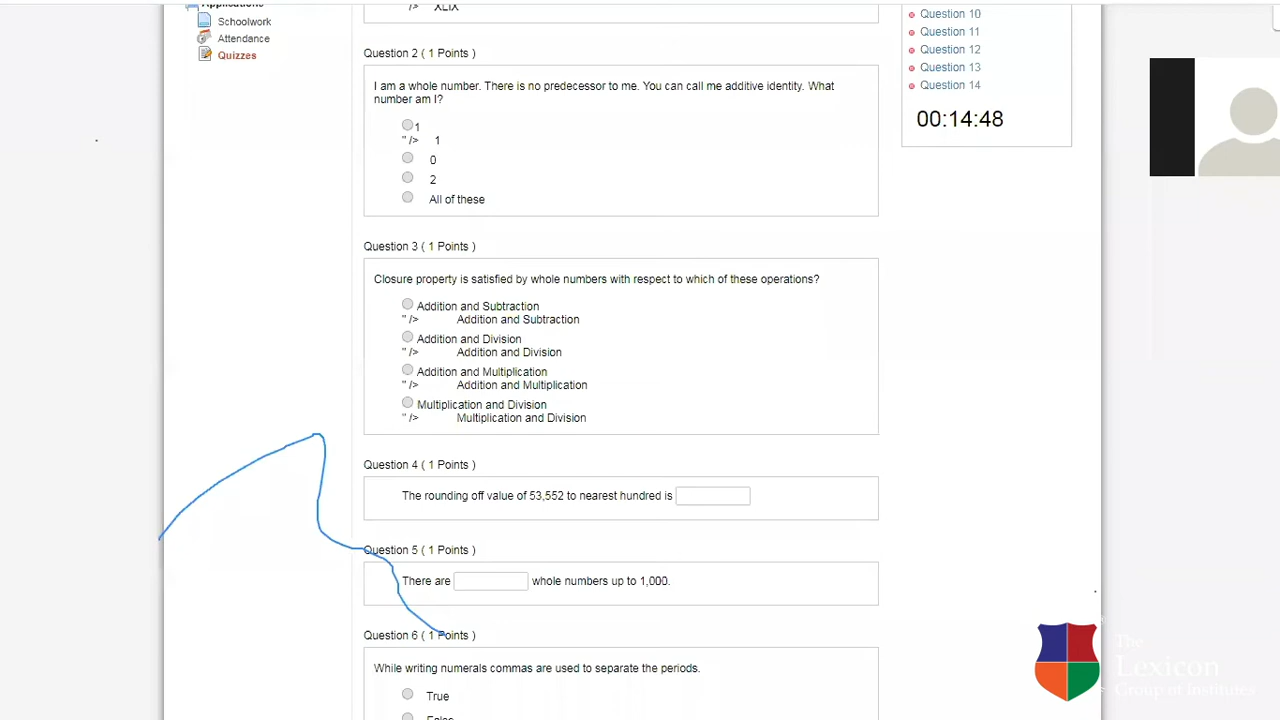 Applications
Schoolwork
Attendance
Quizzes
"/> XLIX
Question 2 ( 1 Points )
I am a whole number. There is no predecessor to me. You can call me additive identity. What
number am I?
1
"/> 1
0
2
All of these
Question 3 ( 1 Points )
Closure property is satisfied by whole numbers with respect to which of these operations?
Addition and Subtraction
"/> Addition and Subtraction
Addition and Division
"/> Addition and Division
Addition and Multiplication
"/> Addition and Multiplication
Multiplication and Division
"/> Multiplication and Division
Question 4 ( 1 Points )
The rounding off value of 53,552 to nearest hundred is
Question 5 ( 1 Points )
There are whole numbers up to 1,000.
Question 6 ( 1 Points )
While writing numerals commas are used to separate the periods.
True
False
Question 10
Question 11
Question 12
Question 13
Question 14
00:14:48
The
Lexicon
Group of Institutes